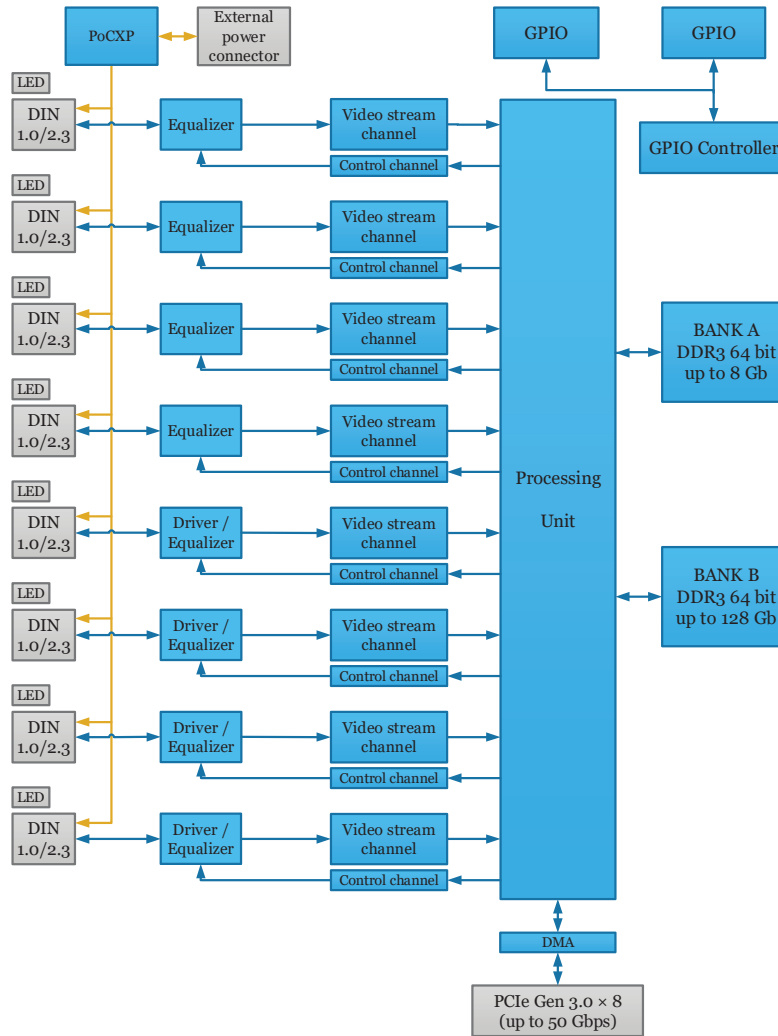 PoCXP
External
power
connector
GPIO
GPIO
GPIO Controller
LED
DIN
1.0/2.3
Equalizer
Video stream
channel
Control channel
LED
DIN
1.0/2.3
Equalizer
Video stream
channel
Control channel
LED
DIN
1.0/2.3
Equalizer
Video stream
channel
Control channel
LED
DIN
1.0/2.3
Equalizer
Video stream
channel
Control channel
LED
DIN
1.0/2.3
Driver /
Equalizer
Video stream
channel
Control channel
LED
DIN
1.0/2.3
Driver /
Equalizer
Video stream
channel
Control channel
LED
DIN
1.0/2.3
Driver /
Equalizer
Video stream
channel
Control channel
LED
DIN
1.0/2.3
Driver /
Equalizer
Video stream
channel
Control channel
Processing
Unit
BANK A
DDR3 64 bit
up to 8 Gb
BANK B
DDR3 64 bit
up to 128 Gb
DMA
PCIe Gen 3.0 × 8
(up to 50 Gbps)